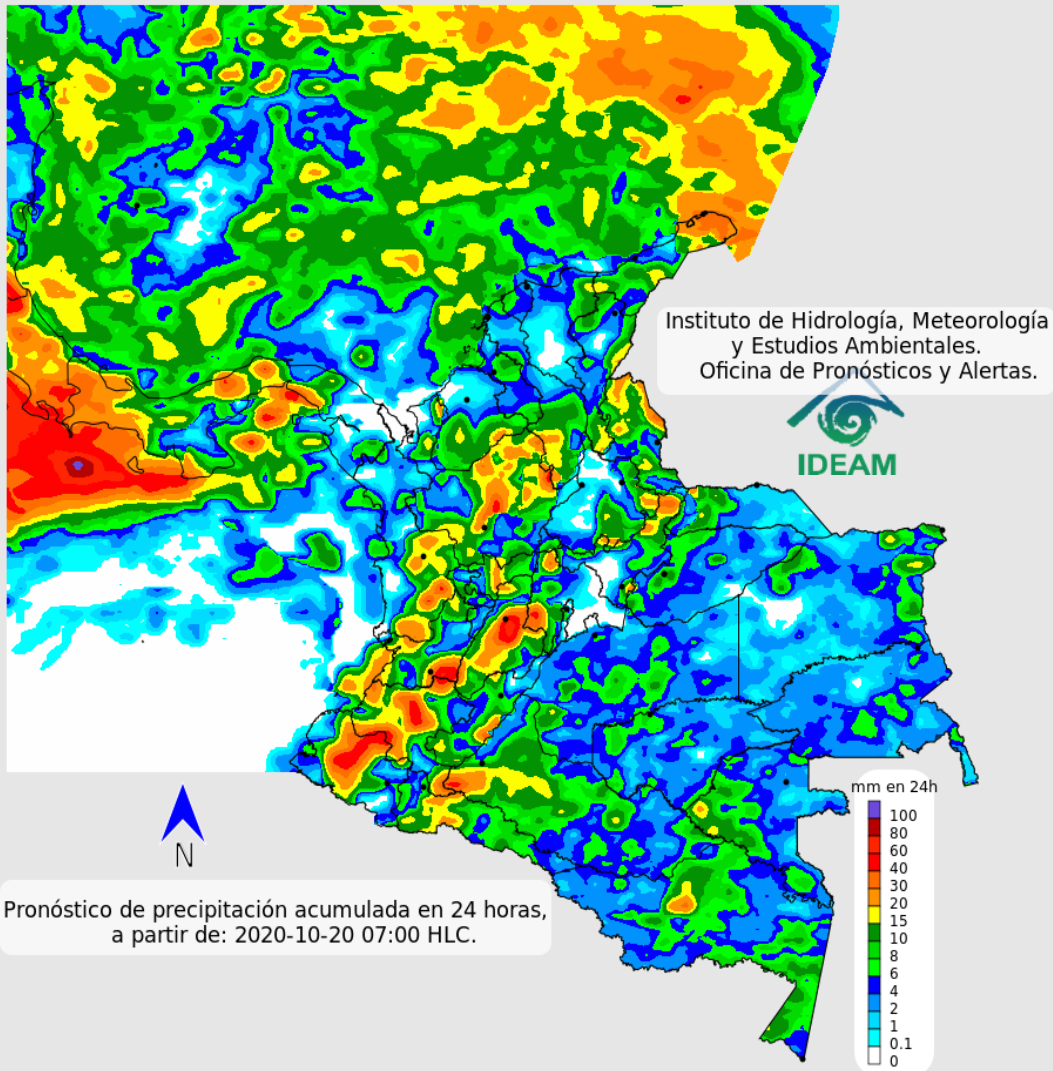 Instituto de Hidrología, Meteorología
y Estudios Ambientales.
Oficina de Pronósticos y Alertas.
IDEAM
mm en 24h
100
80
60
40
30
20
15
10
8
6
4
2
1
0.1
0
N
Pronóstico de precipitación acumulada en 24 horas,
a partir de: 2020-10-20 07:00 HLC.